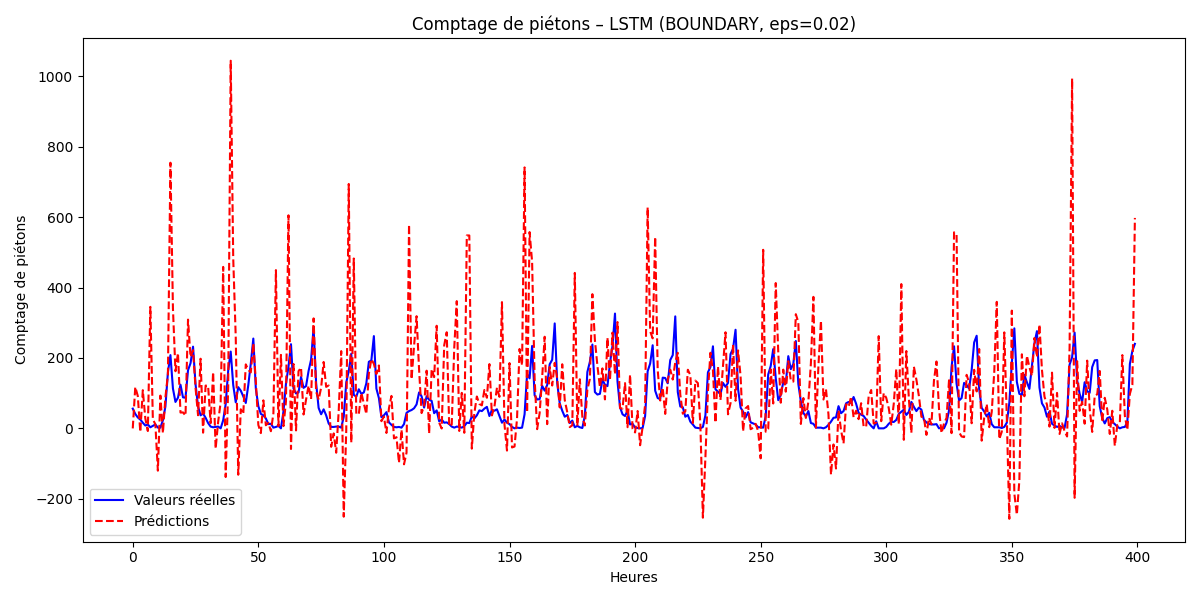 Comptage de piétons – LSTM (BOUNDARY, eps=0.02)
Comptage de piétons
1000
800
600
400
200
0
−200
Valeurs réelles
Prédictions
0 50 100 150 200 250 300 350 400
Heures